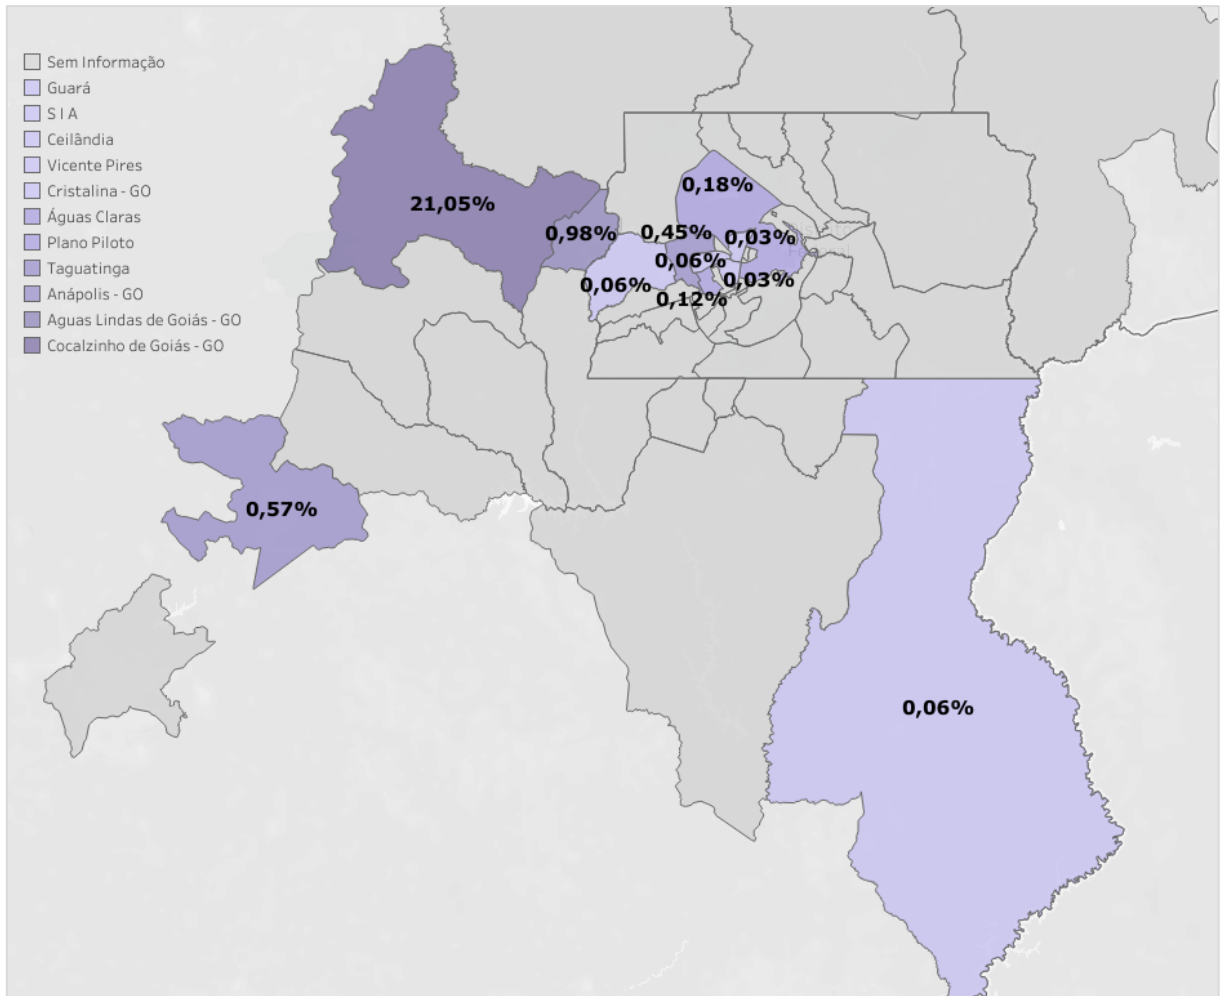 Sem Informação
Guará
S I A
Ceilândia
Vicente Pires
Cristalina - GO
Águas Claras
Plano Piloto
Taguatinga
Anápolis - GO
Aguas Lindas de Goiás - GO
Cocalzinho de Goiás - GO
0,18%
21,05%
0,98%
0,45%
0,03%
0,06%
0,06%
0,03%
0,12%
0,57%
0,06%